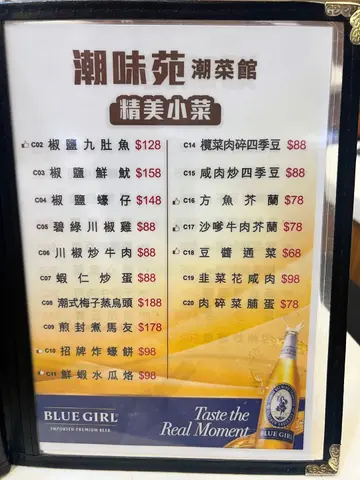 潮味苑 潮菜館
精美小菜
C02 椒鹽九肚魚 $128
C03 椒鹽鮮魷 $158
C04 椒鹽蠔仔 $148
C05 碧綠川椒雞 $88
C06 川椒炒牛肉 $88
C07 蝦仁炒蛋 $88
C08 潮式梅子蒸烏頭 $188
C09 煎封煮馬友 $178
C10 招牌炸蠔餅 $98
C11 鮮蝦水瓜烙 $98
C14 欖菜肉碎四季豆 $88
C15 咸肉炒四季豆 $88
C16 方魚芥蘭 $78
C17 沙爹牛肉芥蘭 $78
C18 豆醬通菜 $68
C19 韭菜花咸肉 $98
C20 肉碎菜脯蛋 $78
BLUE GIRL
IMPORTED PREMIUM BEER
Taste the
Real Moment
BLUE GIRL